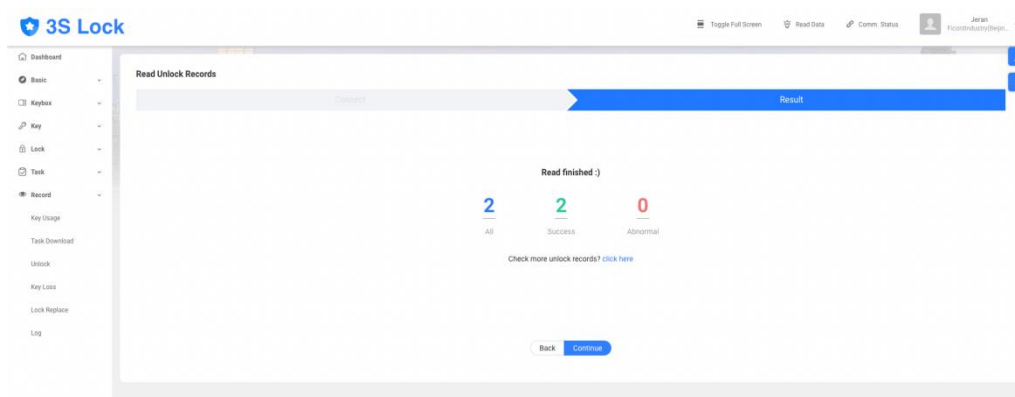 3S Lock
Toggle Full Screen
Read Data
Comm. Status
Jeran
Dashboard
Basic
Keybox
Key
Lock
Task
Record
Key Usage
Task Download
Unlock
Key Loss
Lock Replace
Log
Read Unlock Records
Connect
Result
Read finished :)
2 2 0
All Success Abnormal
Check more unlock records? click here
Back Continue